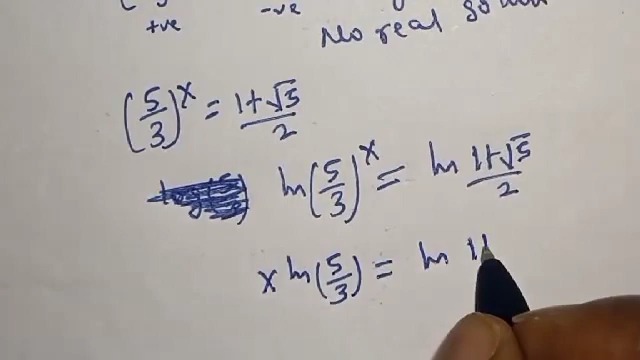 +ve -ve No real
(5/3)^x = (1+√5)/2
ln(5/3)^x = ln (1+√5)/2
x ln(5/3) = ln 1